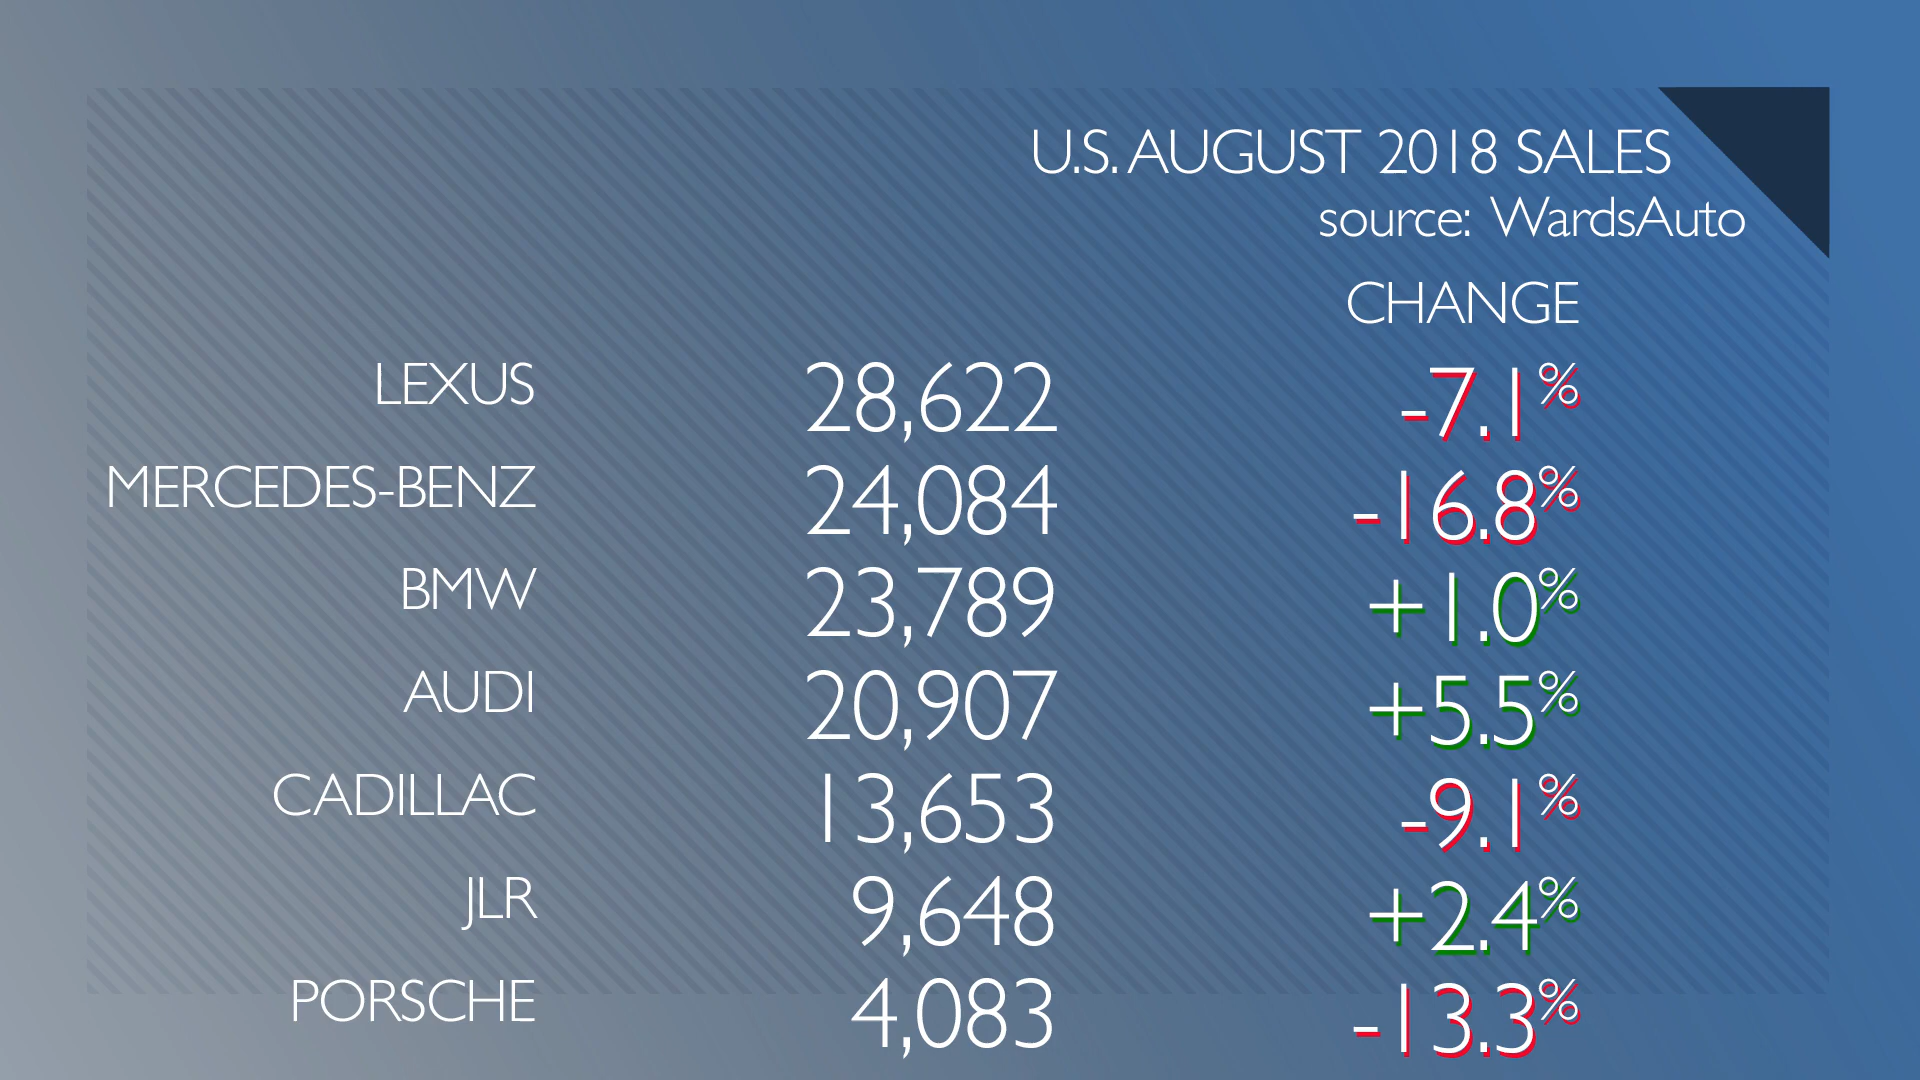 U.S. AUGUST 2018 SALES
source: WardsAuto
CHANGE
LEXUS 28,622 -7.1%
MERCEDES-BENZ 24,084 -16.8%
BMW 23,789 +1.0%
AUDI 20,907 +5.5%
CADILLAC 13,653 -9.1%
JLR 9,648 +2.4%
PORSCHE 4,083 -13.3%